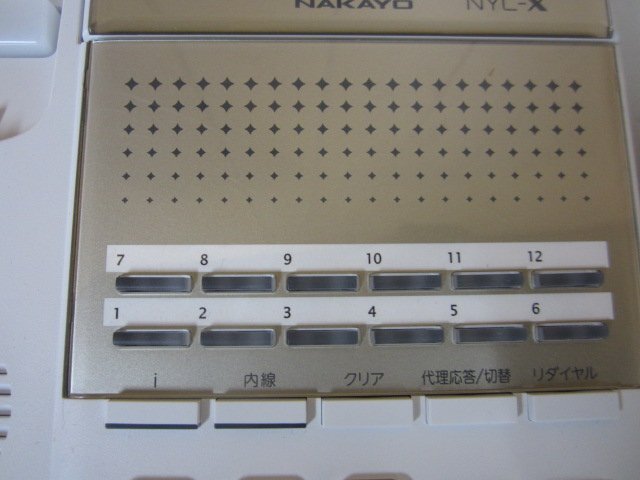 NAKAYO NYC-X
7 8 9 10 11 12
1 2 3 4 5 6
i 内線 クリア 代理応答/切替 リダイヤル